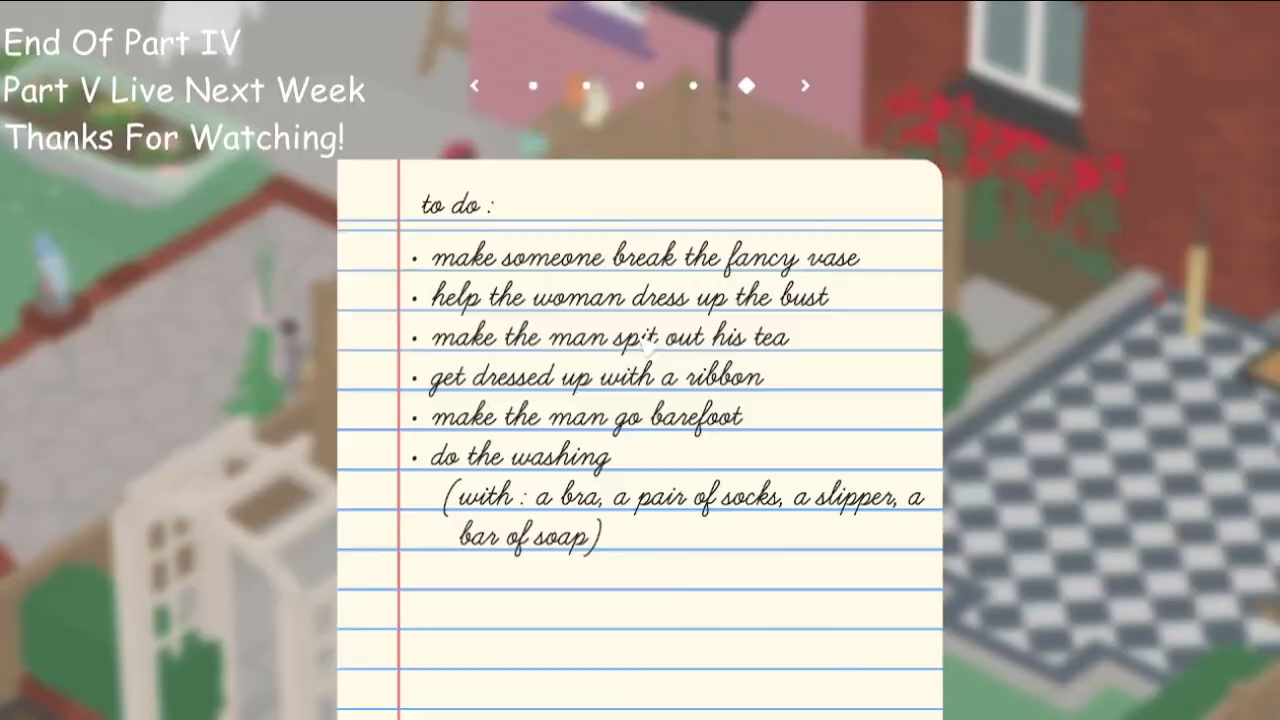 End Of Part IV
Part V Live Next Week
Thanks For Watching!
to do :
• make someone break the fancy vase
• help the woman dress up the bust
• make the man spit out his tea
• get dressed up with a ribbon
• make the man go barefoot
• do the washing
(with : a bra, a pair of socks, a slipper, a
bar of soap)